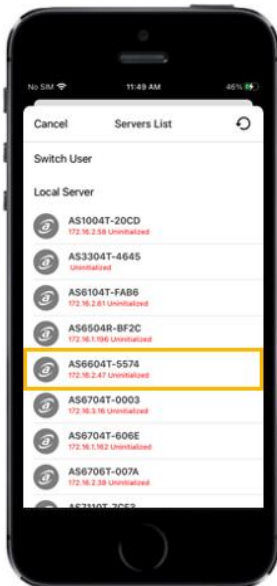 No SIM 11:49 AM 46%
Cancel Servers List
Switch User
Local Server
AS1004T-20CD
172.16.2.58 Uninitialized
AS3304T-4645
Uninitialized
AS6104T-FAB6
172.16.2.61 Uninitialized
AS6504R-BF2C
172.16.1.196 Uninitialized
AS6604T-5574
172.16.2.47 Uninitialized
AS6704T-0003
172.16.3.16 Uninitialized
AS6704T-606E
172.16.1.162 Uninitialized
AS6706T-007A
172.16.2.38 Uninitialized